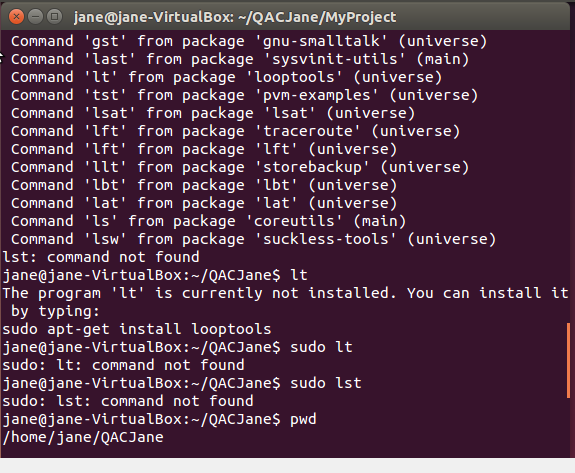 jane@jane-VirtualBox: ~/QACJane/MyProject
Command 'gst' from package 'gnu-smalltalk' (universe)
Command 'last' from package 'sysvinit-utils' (main)
Command 'lt' from package 'looptools' (universe)
Command 'tst' from package 'pvm-examples' (universe)
Command 'lsat' from package 'lsat' (universe)
Command 'lft' from package 'traceroute' (universe)
Command 'lft' from package 'lft' (universe)
Command 'llt' from package 'storebackup' (universe)
Command 'lbt' from package 'lbt' (universe)
Command 'lat' from package 'lat' (universe)
Command 'ls' from package 'coreutils' (main)
Command 'lsw' from package 'suckless-tools' (universe)
lst: command not found
jane@jane-VirtualBox:~/QACJane$ lt
The program 'lt' is currently not installed. You can install it
by typing:
sudo apt-get install looptools
jane@jane-VirtualBox:~/QACJane$ sudo lt
sudo: lt: command not found
jane@jane-VirtualBox:~/QACJane$ sudo lst
sudo: lst: command not found
jane@jane-VirtualBox:~/QACJane$ pwd
/home/jane/QACJane